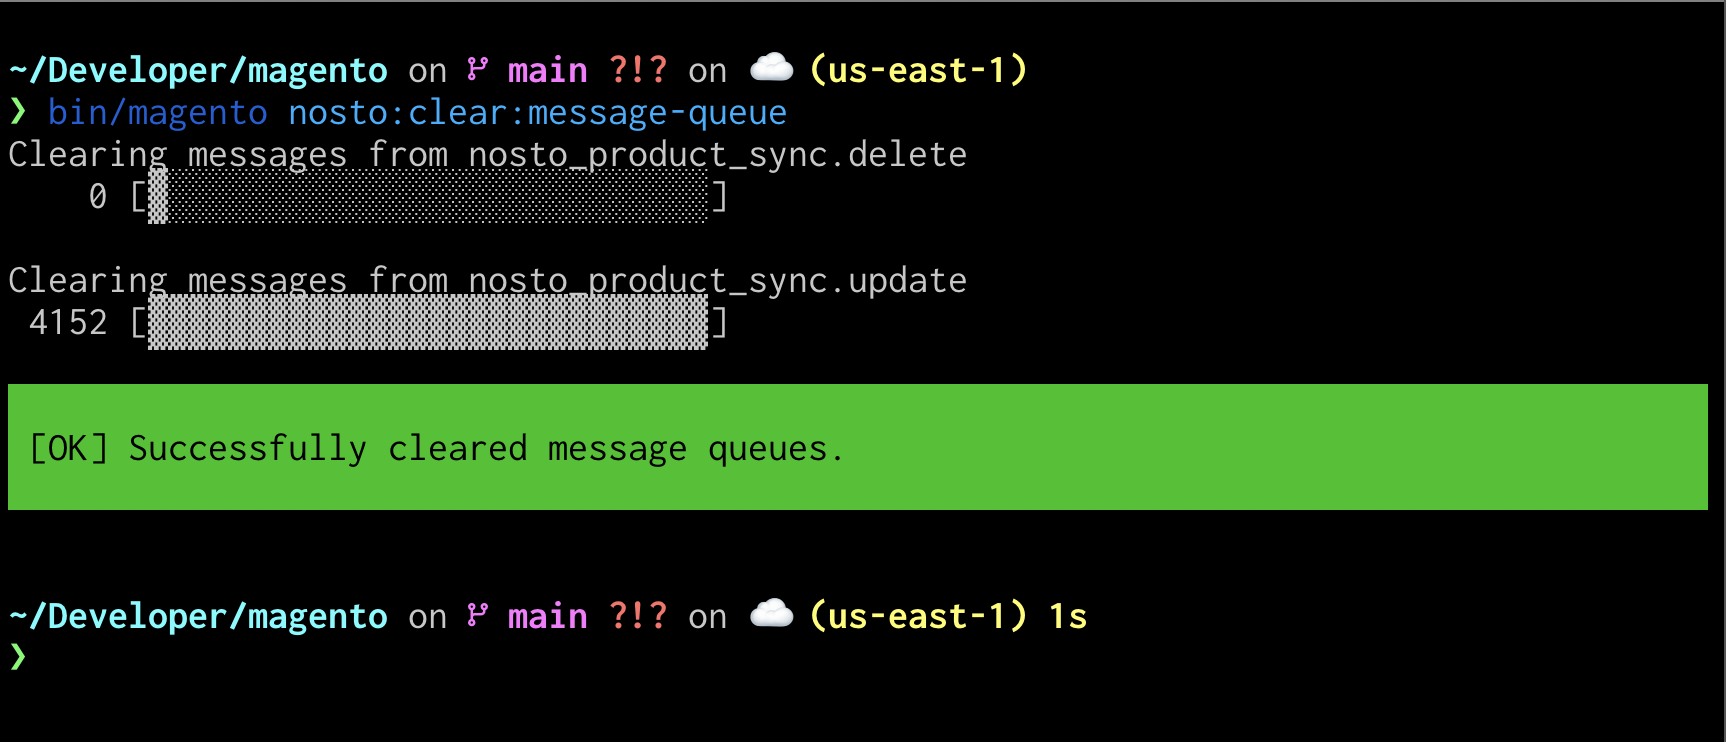 ~/Developer/magento on main ?!? on ☁️ (us-east-1)
❯ bin/magento nosto:clear:message-queue
Clearing messages from nosto_product_sync.delete
0 [▓░░░░░░░░░░░░░░░░░░░░░░░░░░░]
Clearing messages from nosto_product_sync.update
4152 [▓▓▓▓▓▓▓▓▓▓▓▓▓▓▓▓▓▓▓▓▓▓▓▓▓▓▓▓]
[OK] Successfully cleared message queues.
~/Developer/magento on main ?!? on ☁️ (us-east-1) 1s
❯